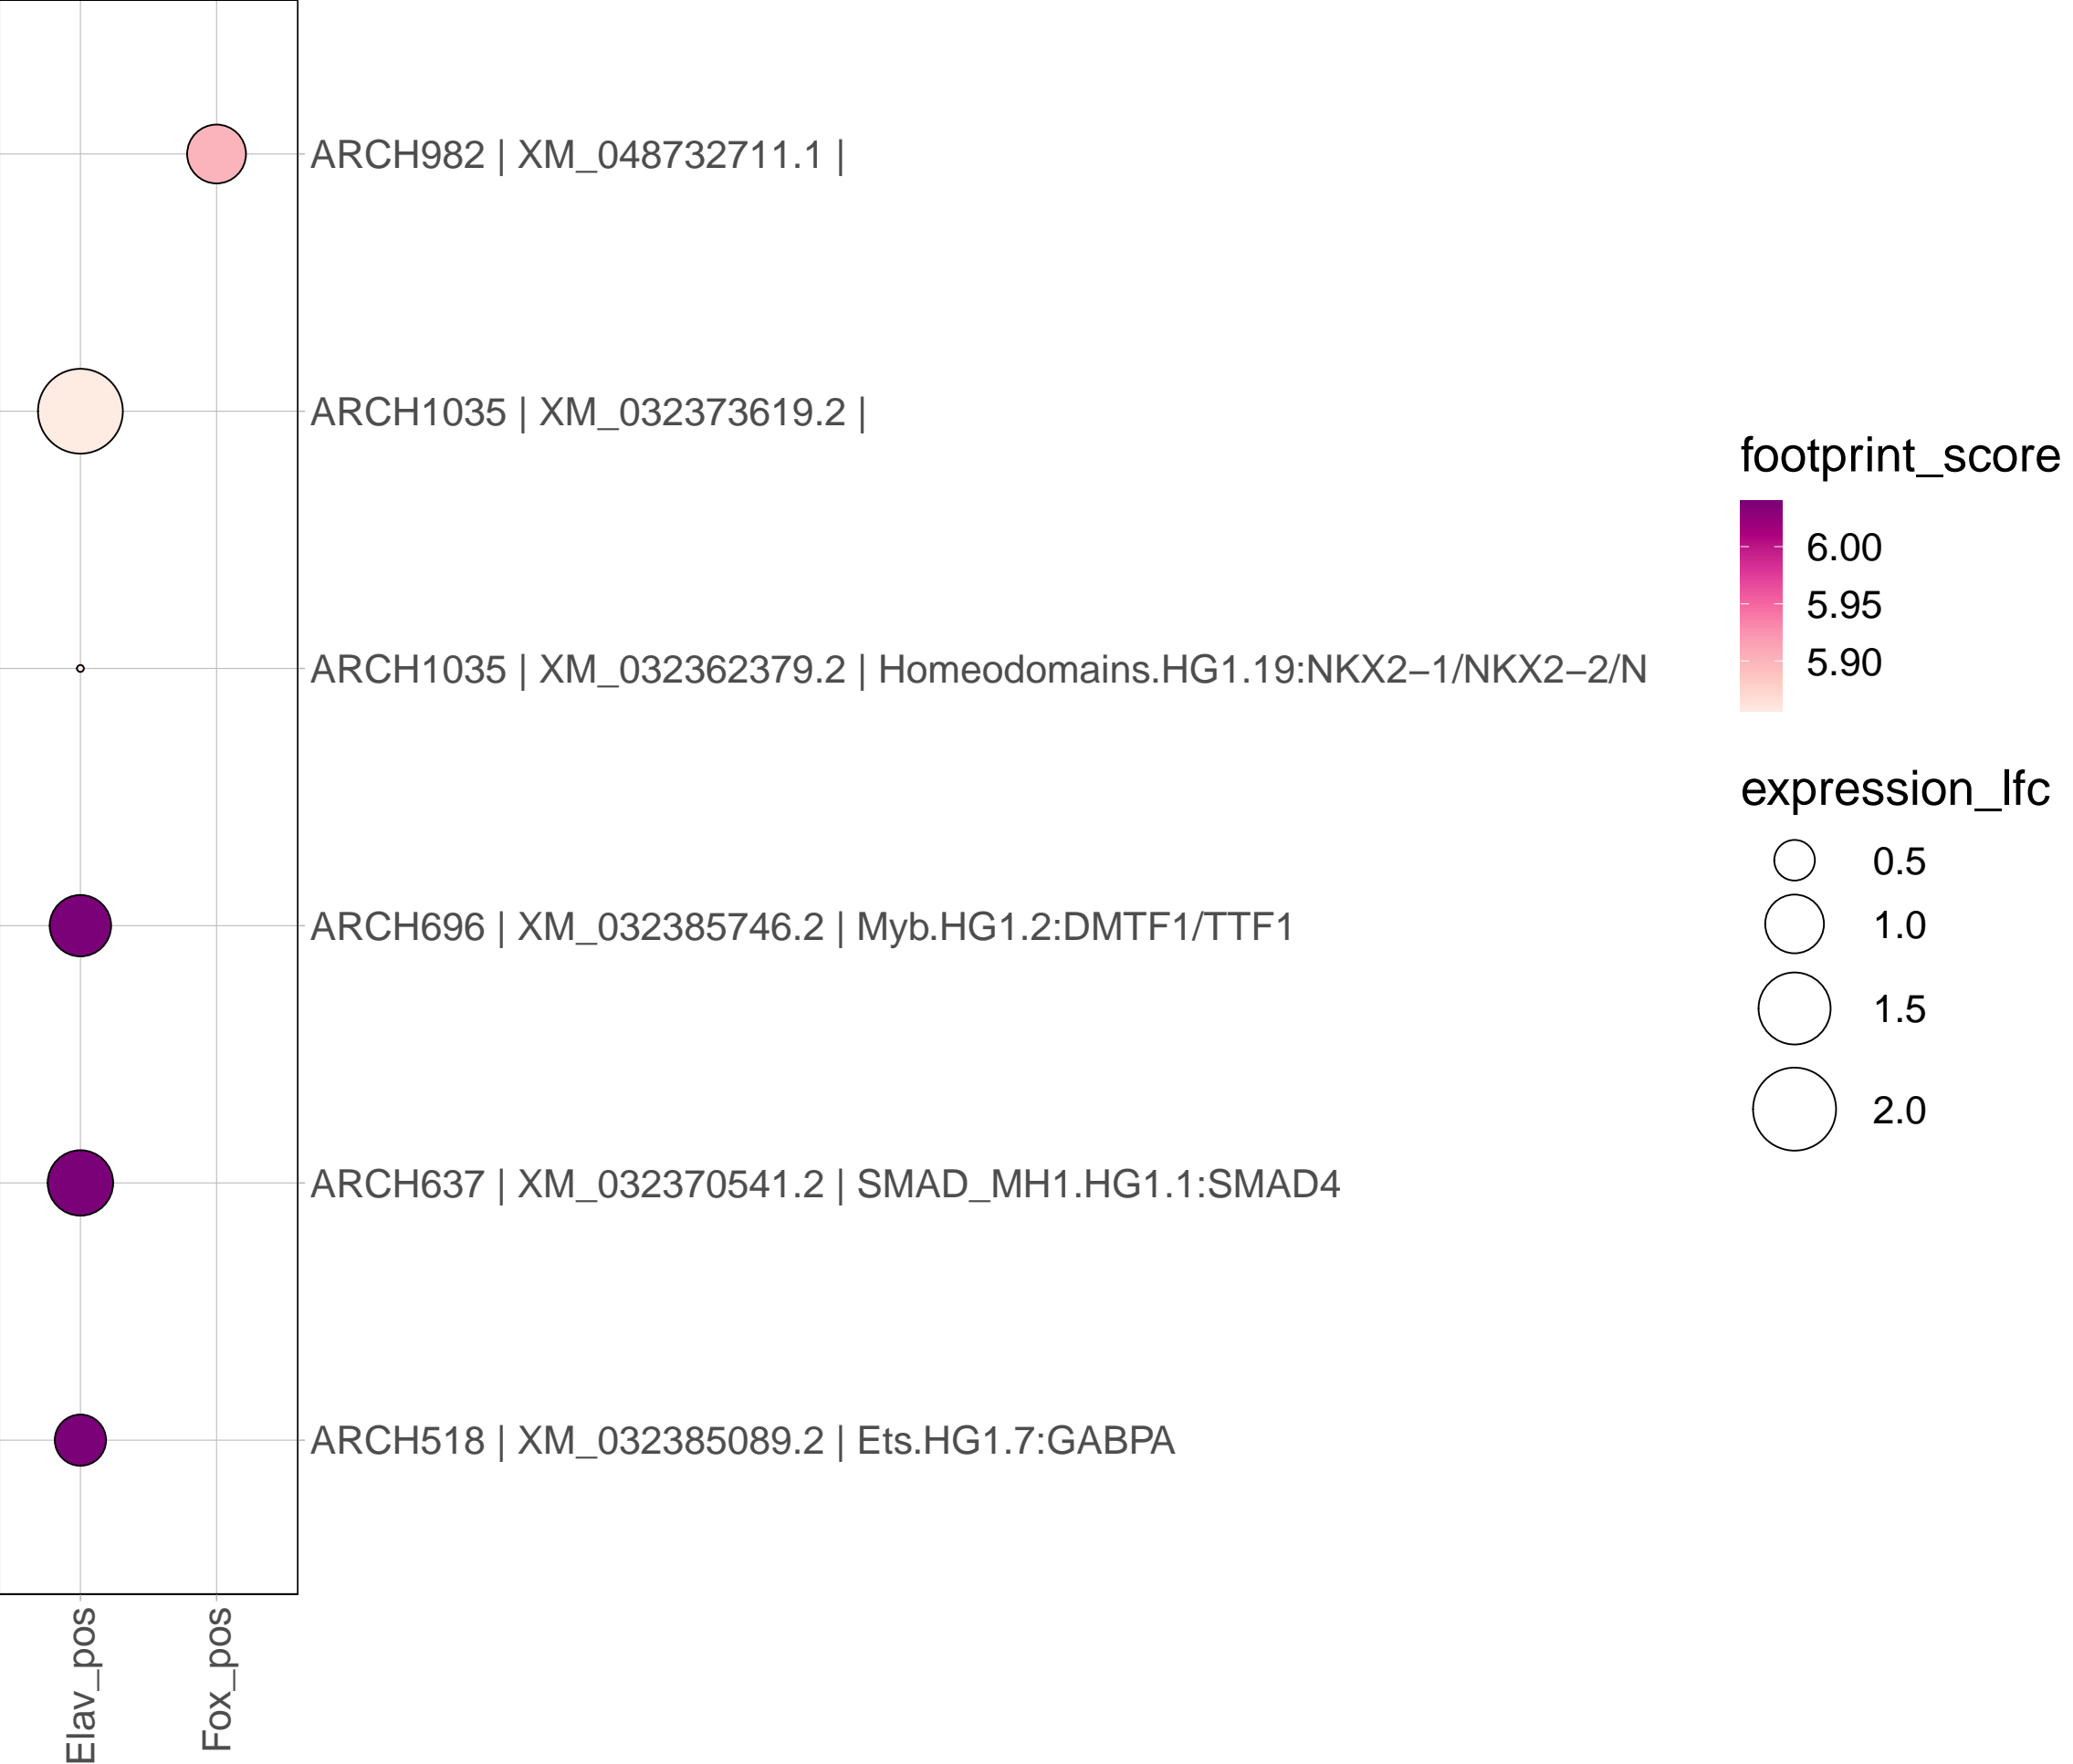 ARCH982 | XM_048732711.1 |
ARCH1035 | XM_032373619.2 |
ARCH1035 | XM_032362379.2 | Homeodomains.HG1.19:NKX2−1/NKX2−2/N
ARCH696 | XM_032385746.2 | Myb.HG1.2:DMTF1/TTF1
ARCH637 | XM_032370541.2 | SMAD_MH1.HG1.1:SMAD4
ARCH518 | XM_032385089.2 | Ets.HG1.7:GABPA
Elav_pos
Fox_pos
footprint_score
6.00
5.95
5.90
expression_lfc
0.5
1.0
1.5
2.0